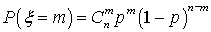 P(ξ = m) = C_n^m p^m (1 − p)^{n−m}